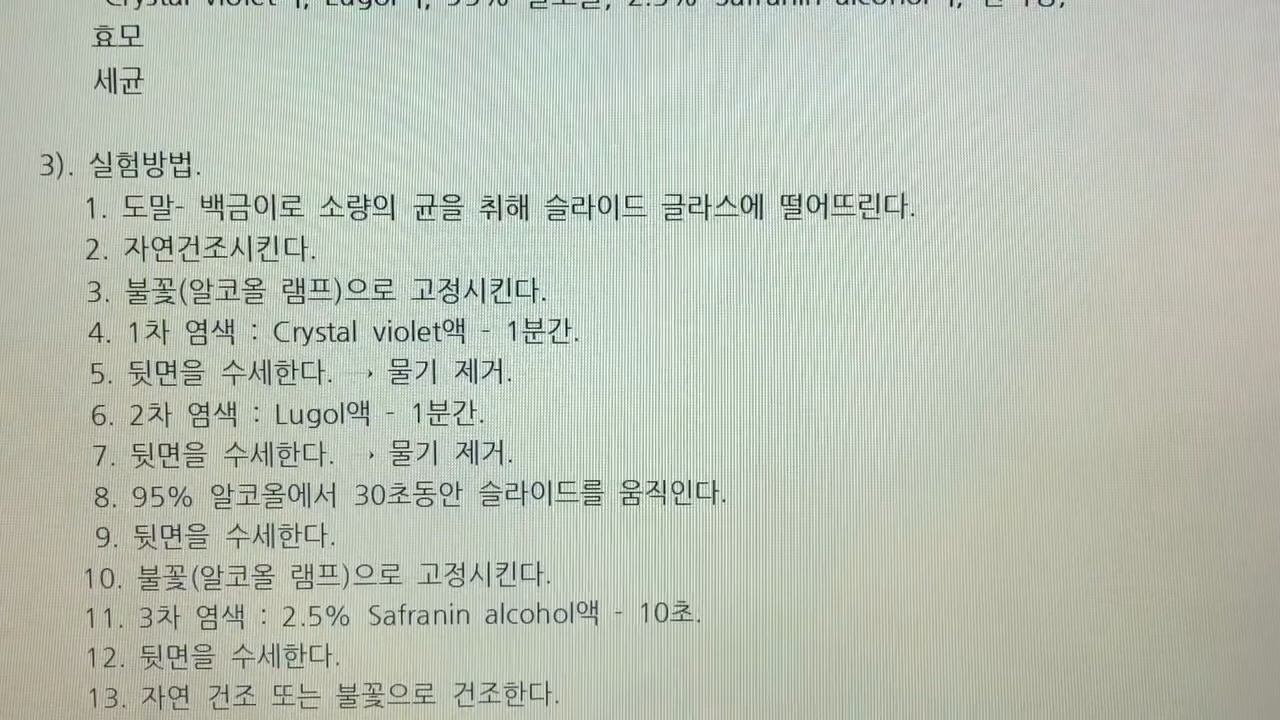 효모
세균
3). 실험방법.
1. 도말- 백금이로 소량의 균을 취해 슬라이드 글라스에 떨어뜨린다.
2. 자연건조시킨다.
3. 불꽃(알코올 램프)으로 고정시킨다.
4. 1차 염색 : Crystal violet액 - 1분간.
5. 뒷면을 수세한다. → 물기 제거.
6. 2차 염색 : Lugol액 - 1분간.
7. 뒷면을 수세한다. → 물기 제거.
8. 95% 알코올에서 30초동안 슬라이드를 움직인다.
9. 뒷면을 수세한다.
10. 불꽃(알코올 램프)으로 고정시킨다.
11. 3차 염색 : 2.5% Safranin alcohol액 - 10초.
12. 뒷면을 수세한다.
13. 자연 건조 또는 불꽃으로 건조한다.